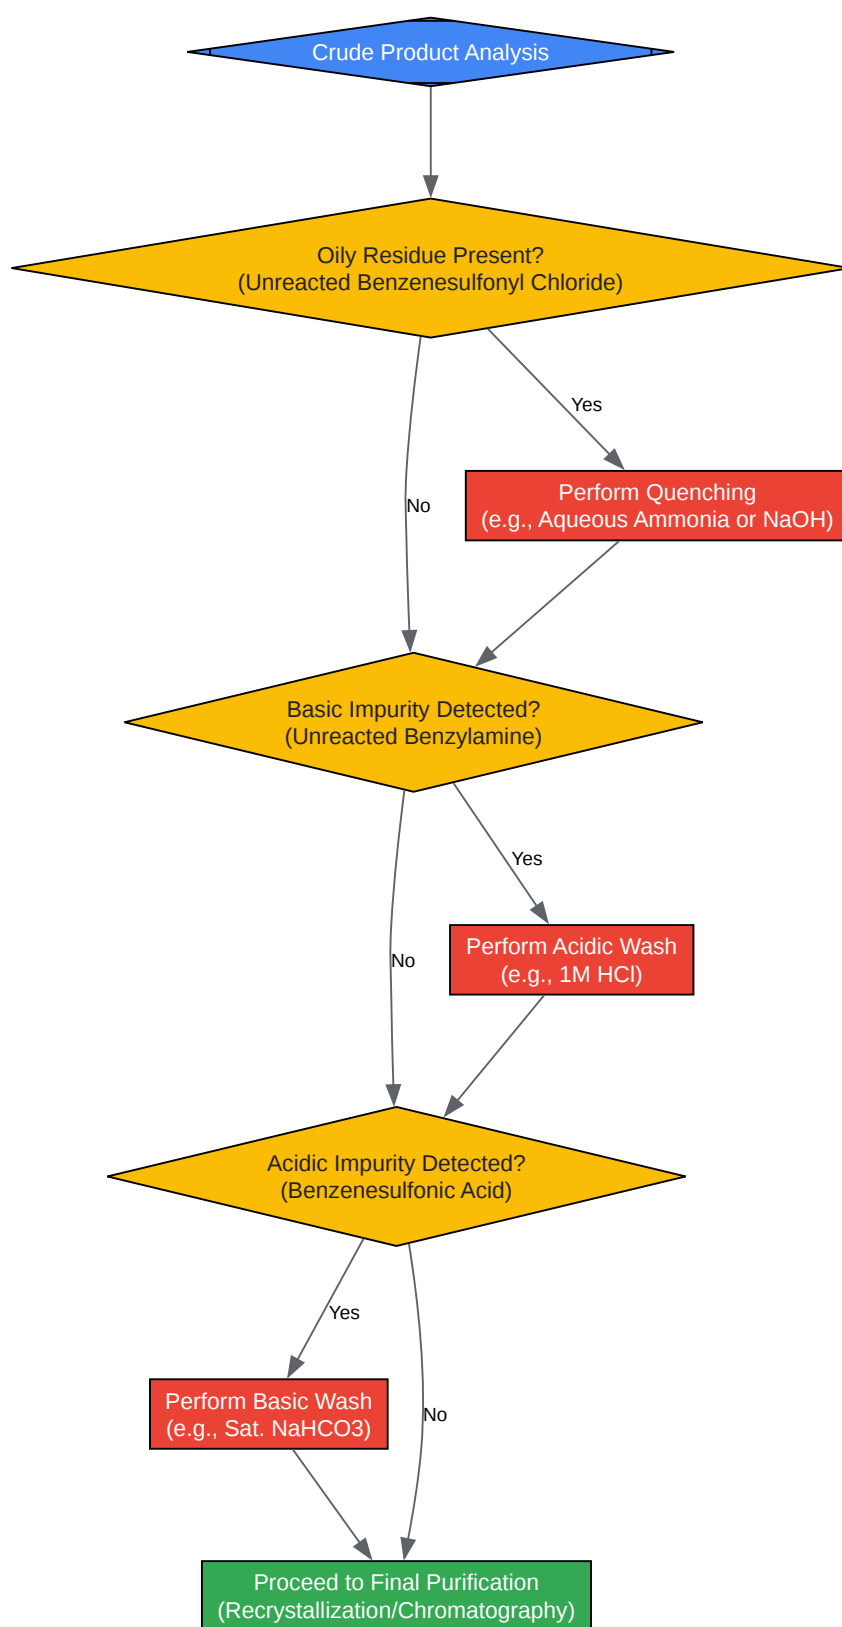 Crude Product Analysis
Oily Residue Present?
(Unreacted Benzenesulfonyl Chloride)
Yes
Perform Quenching
(e.g., Aqueous Ammonia or NaOH)
No
Basic Impurity Detected?
(Unreacted Benzylamine)
Yes
Perform Acidic Wash
(e.g., 1M HCl)
No
Acidic Impurity Detected?
(Benzenesulfonic Acid)
Yes
Perform Basic Wash
(e.g., Sat. NaHCO3)
No
Proceed to Final Purification
(Recrystallization/Chromatography)